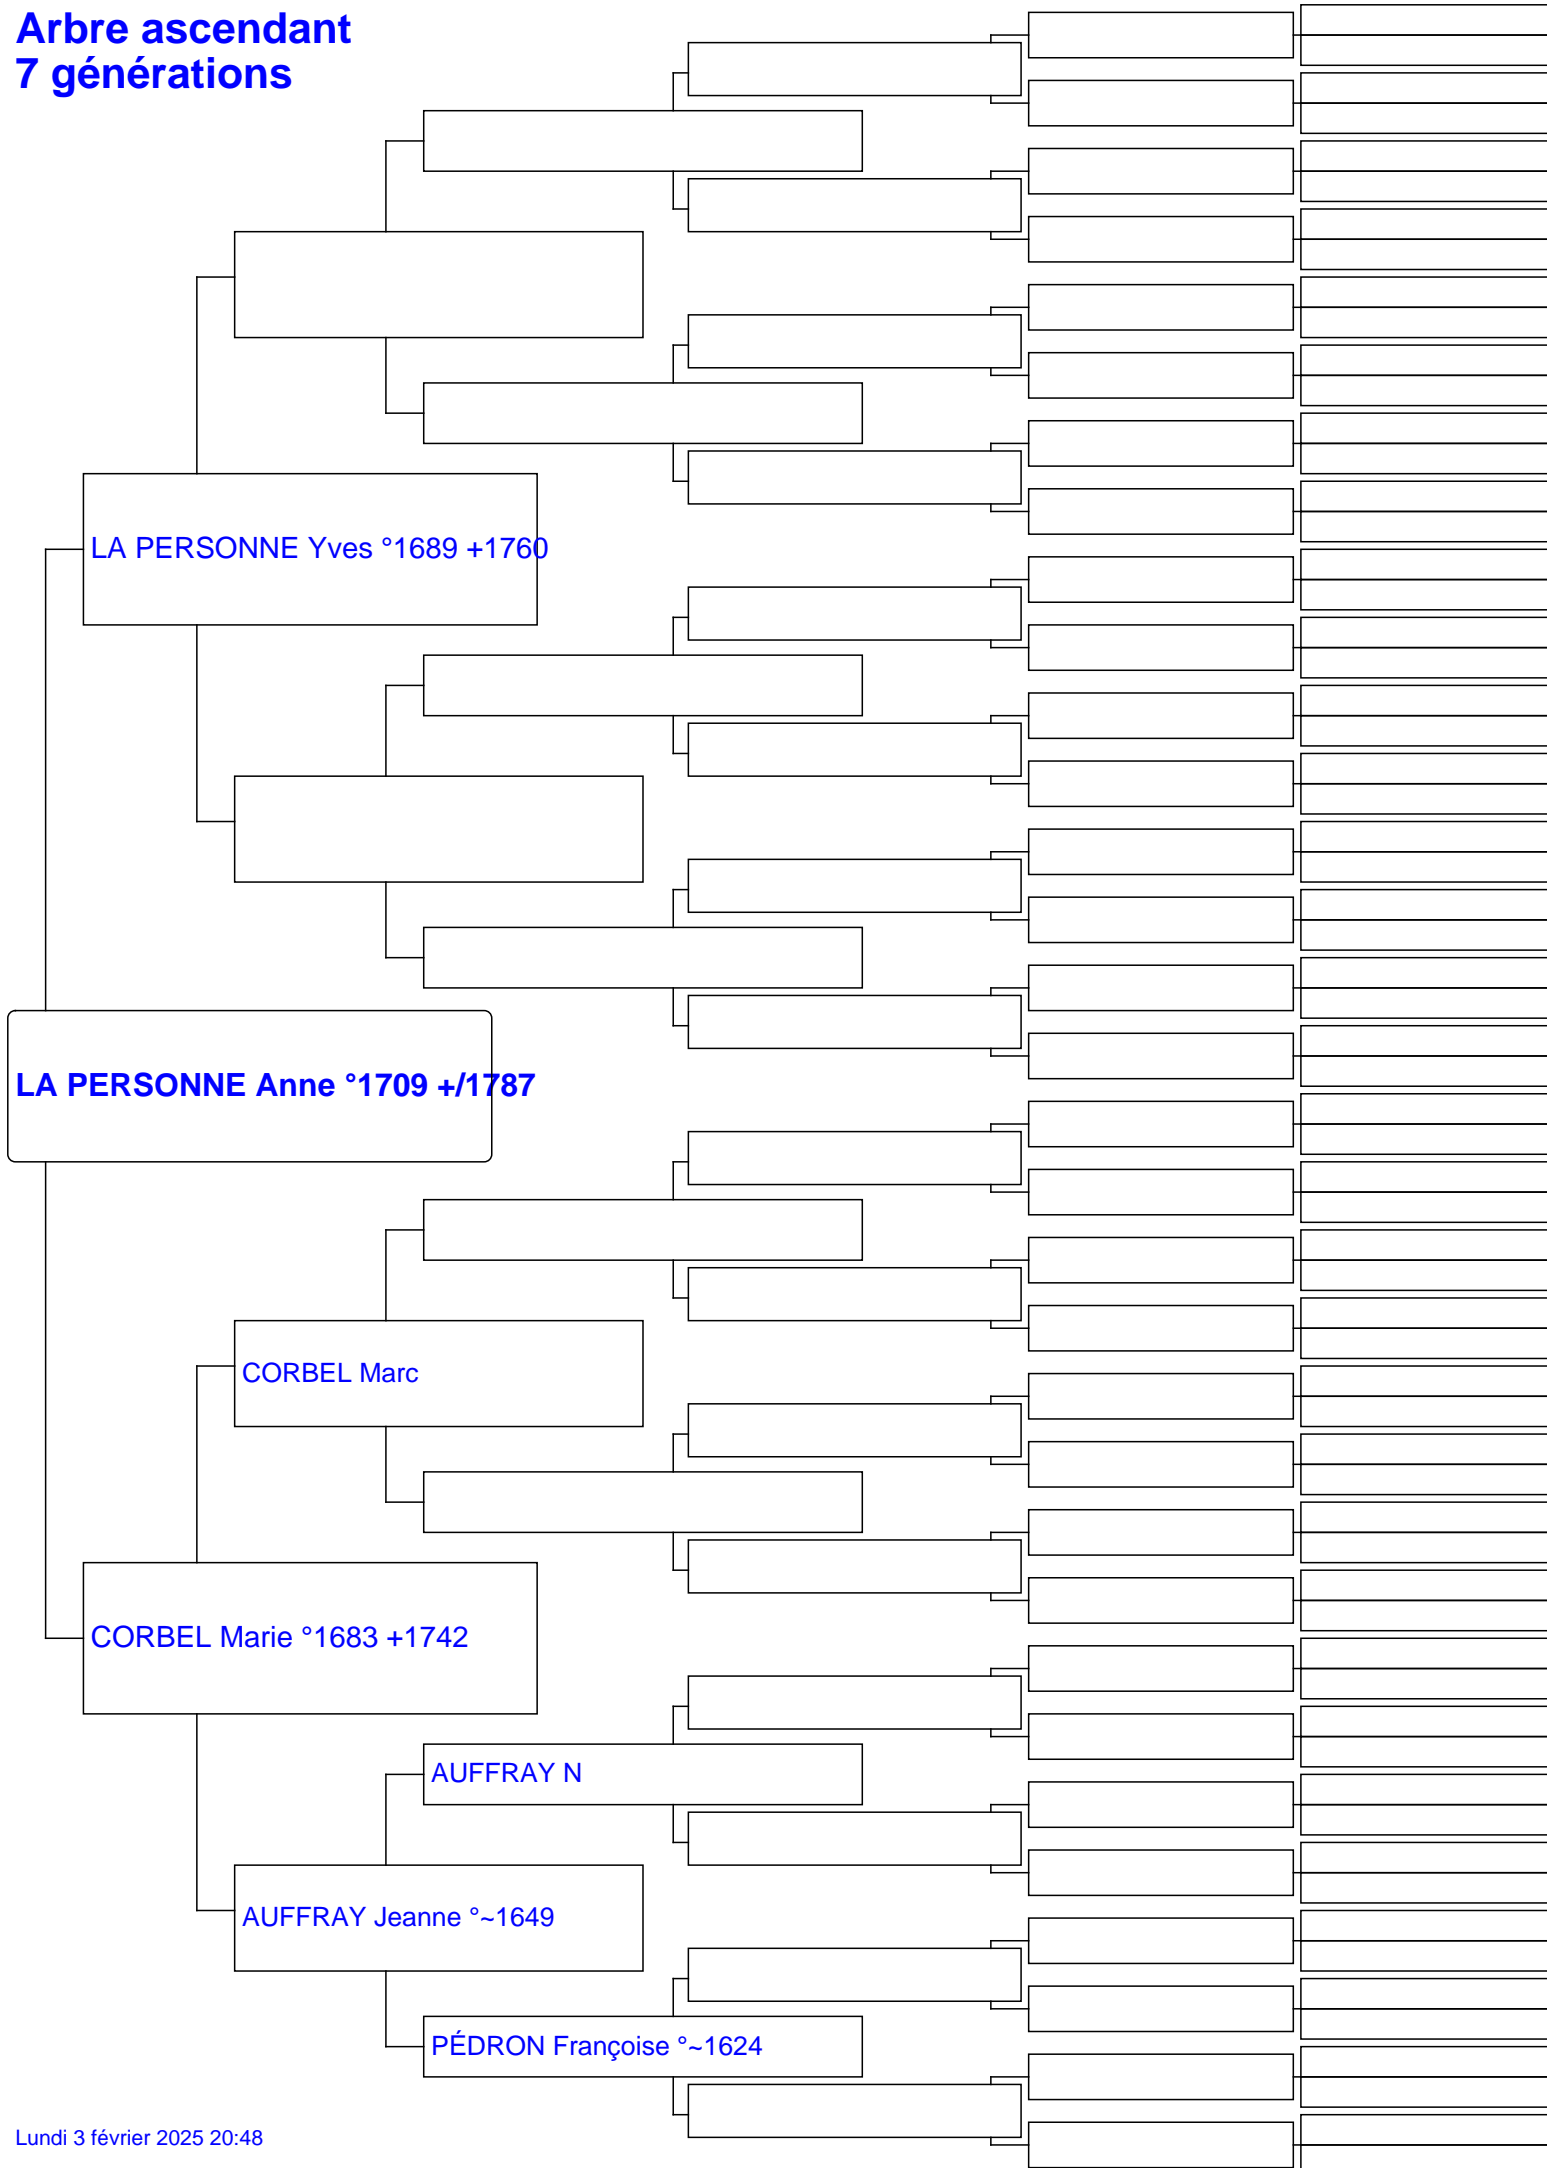 Arbre ascendant
7 générations
LA PERSONNE Yves °1689 +1760
LA PERSONNE Anne °1709 +/1787
CORBEL Marc
CORBEL Marie °1683 +1742
AUFFRAY N
AUFFRAY Jeanne °~1649
PÉDRON Françoise °~1624
Lundi 3 février 2025 20:48